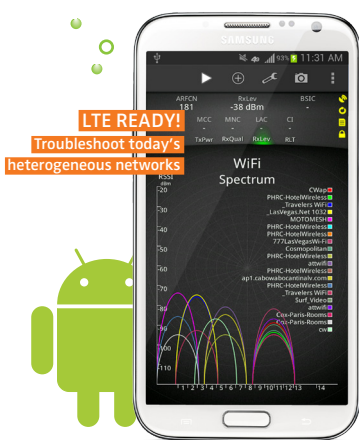 SAMSUNG
93% 11:31 AM
ARFCN RxLev BSIC
181 -38 dBm -
MCC MNC LAC CI
- - - -
TxPwr RxQual RxLev RLT
LTE READY!
Troubleshoot today's
heterogeneous networks
WiFi
Spectrum
RSSI
dBm
-20
-30
-40
-50
-60
-70
-80
-90
-100
-110
CWap
PHRC-HotelWireless
_Travelers WiFi
_LasVegas.Net 1032
MOTOMESH
PHRC-HotelWireless
PHRC-HotelWireless
777LasVegasWi-Fi
Cosmopolitan
PHRC-HotelWireless
attwifi
PHRC-HotelWireless
ap1.cabowabocantinalv.com
PHRC-HotelWireless
_Travelers WiFi
Surf_Video
attwifi
Cox-Paris-Rooms
Cox-Paris-Rooms
cw
1 2 3 4 5 6 7 8 9 10 11 12 13 14